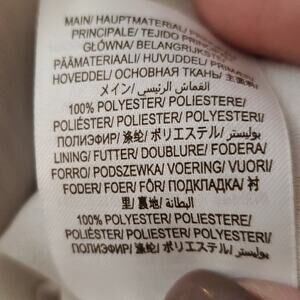 MAIN/ HAUPTMATERIAL/
PRINCIPALE/ TEJIDO
GŁÓWNA/ BELANGRIJKST
PÄÄMATERIAALI/ HUVUDDEL/
HOVEDDEL/ ОСНОВНАЯ ТКАНЬ/ 主面料/
メイン/ القماش الرئيسي/
100% POLYESTER/ POLIESTERE/
POLIÉSTER/ POLIESTER/ POLYESTERI/
ПОЛИЭФИР/ 涤纶/ ポリエステル/ بوليستر/
LINING/ FUTTER/ DOUBLURE/ FODERA/
FORRO/ PODSZEWKA/ VOERING/ VUORI/
FODER/ FOER/ FÔR/ ПОДКЛАДКА/ 衬
里/ 裏地/ البطانة/
100% POLYESTER/ POLIESTERE/
POLIÉSTER/ POLIESTER/ POLYESTERI/
ПОЛИЭФИР/ 涤纶/ ポリエステル/ بوليستر/